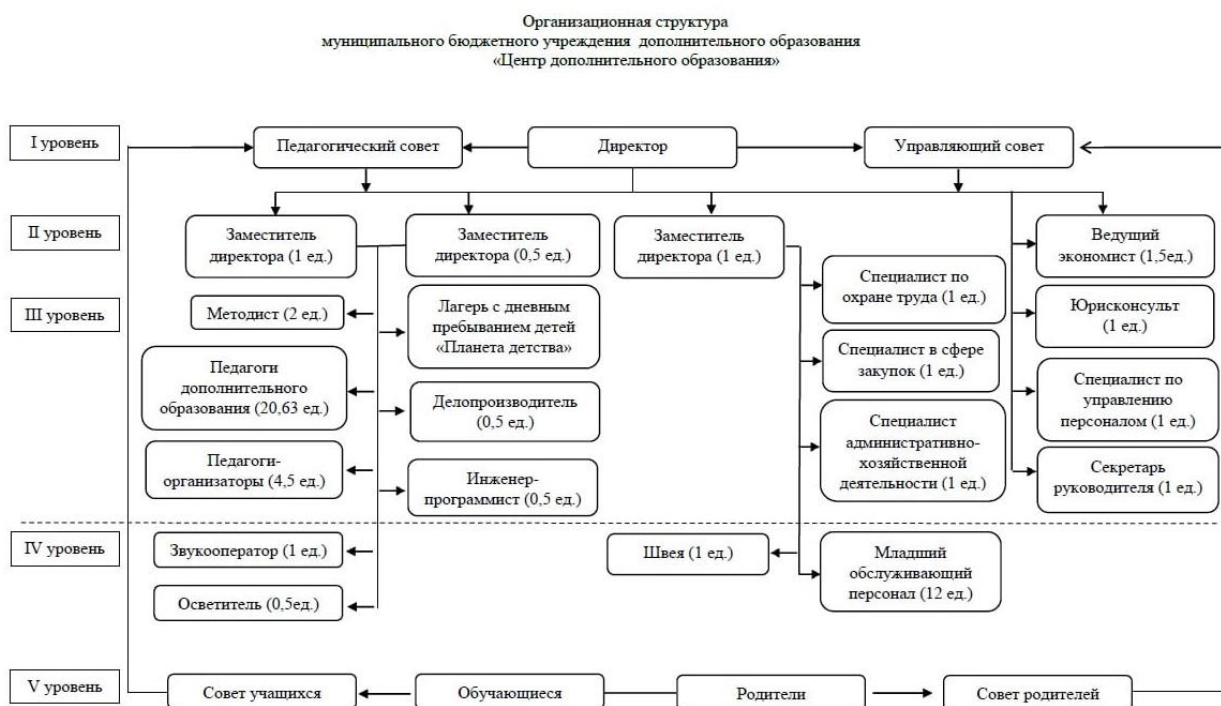 Организационная структура
муниципального бюджетного учреждения дополнительного образования
«Центр дополнительного образования»
I уровень
Педагогический совет
Директор
Управляющий совет
II уровень
Заместитель
директора (1 ед.)
Заместитель
директора (0,5 ед.)
Заместитель
директора (1 ед.)
Ведущий
экономист (1,5ед.)
III уровень
Методист (2 ед.)
Педагоги
дополнительного
образования (20,63 ед.)
Педагоги-
организаторы (4,5 ед.)
Лагерь с дневным
пребыванием детей
«Планета детства»
Делопроизводитель
(0,5 ед.)
Инженер-
программист (0,5 ед.)
Специалист по
охране труда (1 ед.)
Специалист в сфере
закупок (1 ед.)
Специалист
административно-
хозяйственной
деятельности (1 ед.)
Юрисконсульт
(1 ед.)
Специалист по
управлению
персоналом (1 ед.)
Секретарь
руководителя (1 ед.)
IV уровень
Звукооператор (1 ед.)
Осветитель (0,5ед.)
Швея (1 ед.)
Младший
обслуживающий
персонал (12 ед.)
V уровень
Совет учащихся
Обучающиеся
Родители
Совет родителей